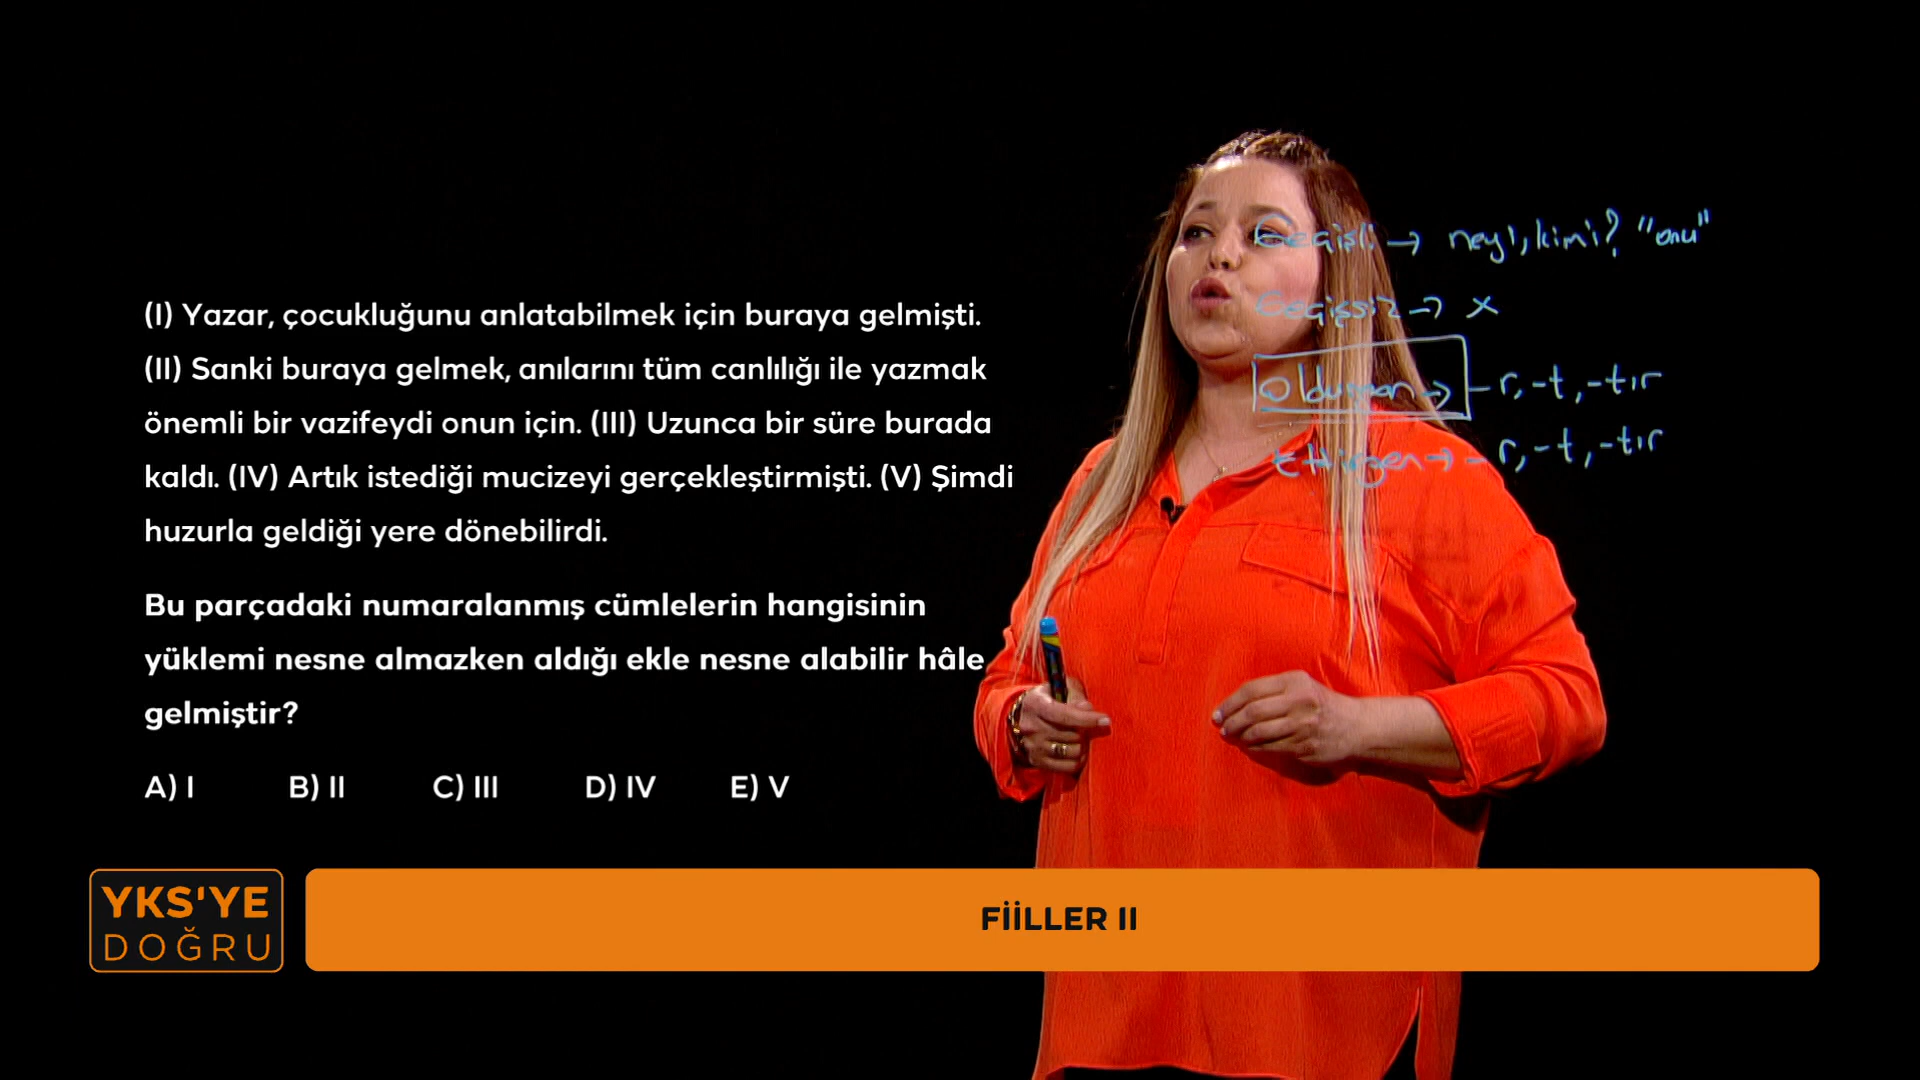 (I) Yazar, çocukluğunu anlatabilmek için buraya gelmişti.
(II) Sanki buraya gelmek, anılarını tüm canlılığı ile yazmak
önemli bir vazifeydi onun için. (III) Uzunca bir süre burada
kaldı. (IV) Artık istediği mucizeyi gerçekleştirmişti. (V) Şimdi
huzurla geldiği yere dönebilirdi.
Bu parçadaki numaralanmış cümlelerin hangisinin
yüklemi nesne almazken aldığı ekle nesne alabilir hâle
gelmiştir?
A) I B) II C) III D) IV E) V
Geçişli → neyi, kimi? "onu"
Geçişsiz → x
Oldurgan → -r, -t, -tır
Ettirgen → -r, -t, -tır
YKS'YE
DOĞRU
FİİLLER II